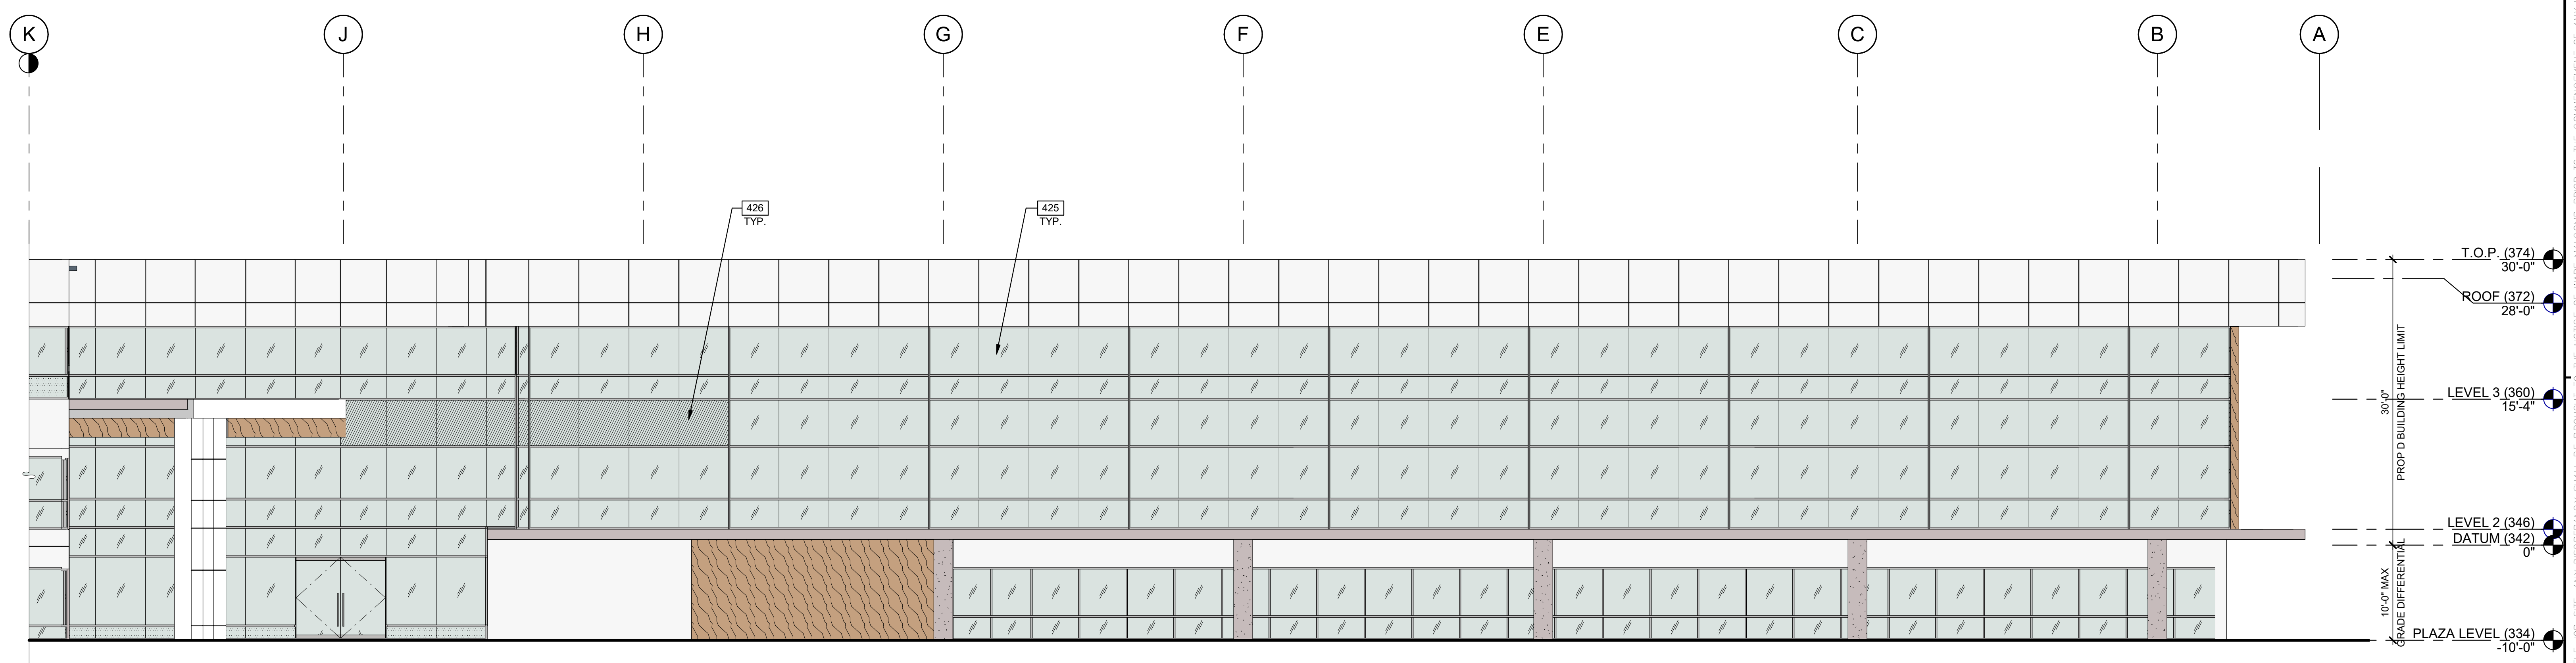 K
J
H
G
F
E
C
B
A
426
TYP.
425
TYP.
T.O.P. (374)
30'-0"
ROOF (372)
28'-0"
LEVEL 3 (360)
15'-4"
LEVEL 2 (346)
DATUM (342)
0"
PLAZA LEVEL (334)
-10'-0"
30'-0"
PROP D BUILDING HEIGHT LIMIT
10'-0" MAX
GRADE DIFFERENTIAL